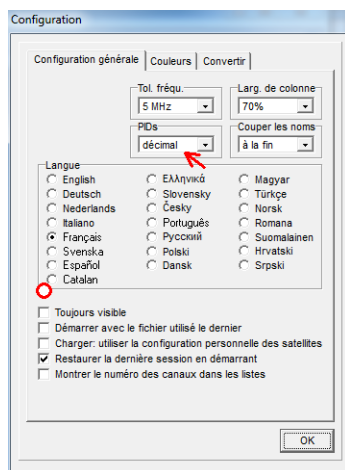 Configuration
Configuration générale Couleurs Convertir
Tol. fréqu. Larg. de colonne
5 MHz 70%
PIDs Couper les noms
décimal à la fin
Langue
English Ελληνικά Magyar
Deutsch Slovensky Türkçe
Nederlands Česky Norsk
Italiano Português Romana
Français Русский Suomalainen
Svenska Polski Hrvatski
Español Dansk Srpski
Catalan
Toujours visible
Démarrer avec le fichier utilisé le dernier
Charger: utiliser la configuration personelle des satellites
Restaurer la dernière session en démarrant
Montrer le numéro des canaux dans les listes
OK